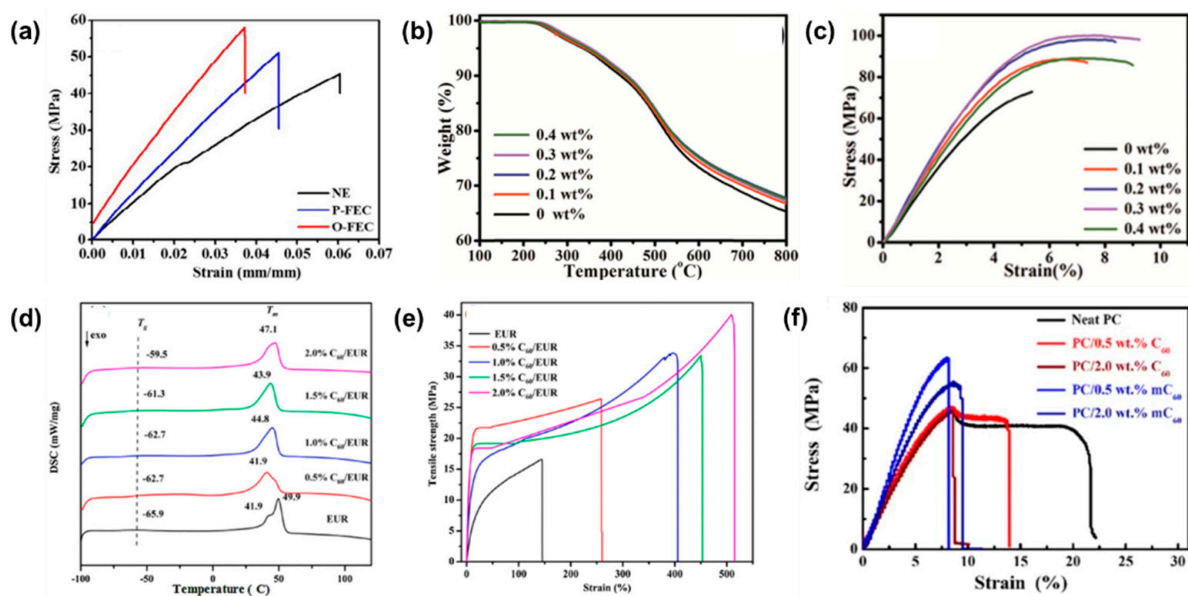 (a)
60
50
40
30
20
10
0
Stress (MPa)
NE
P-FEC
O-FEC
0.00 0.01 0.02 0.03 0.04 0.05 0.06 0.07
Strain (mm/mm)
(b)
100
90
80
70
60
Weight (%)
0.4 wt%
0.3 wt%
0.2 wt%
0.1 wt%
0 wt%
100 200 300 400 500 600 700 800
Temperature (°C)
(c)
100
80
60
40
20
0
Stress (MPa)
0 wt%
0.1 wt%
0.2 wt%
0.3 wt%
0.4 wt%
0 2 4 6 8 10
Strain(%)
(d)
exo
Tg
Tm
47.1
-59.5
2.0% C60/EUR
43.9
-61.3
1.5% C60/EUR
44.8
-62.7
1.0% C60/EUR
41.9
-62.7
0.5% C60/EUR
41.9
49.9
-65.9
EUR
DSC (mW/mg)
-100 -50 0 50 100
Temperature ( C)
(e)
40
35
30
25
20
15
10
5
0
Tensile strength (MPa)
EUR
0.5% C60/EUR
1.0% C60/EUR
1.5% C60/EUR
2.0% C60/EUR
0 100 200 300 400 500
Strain (%)
(f)
80
60
40
20
0
Stress (MPa)
Neat PC
PC/0.5 wt.% C60
PC/2.0 wt.% C60
PC/0.5 wt.% mC60
PC/2.0 wt.% mC60
0 5 10 15 20 25 30
Strain (%)